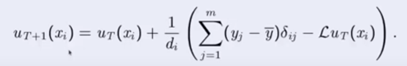 u_{T+1}(x_i) = u_T(x_i) + \frac{1}{d_i} \left( \sum_{j=1}^{m} (y_j - \overline{y})\delta_{ij} - \mathcal{L}u_T(x_i) \right).